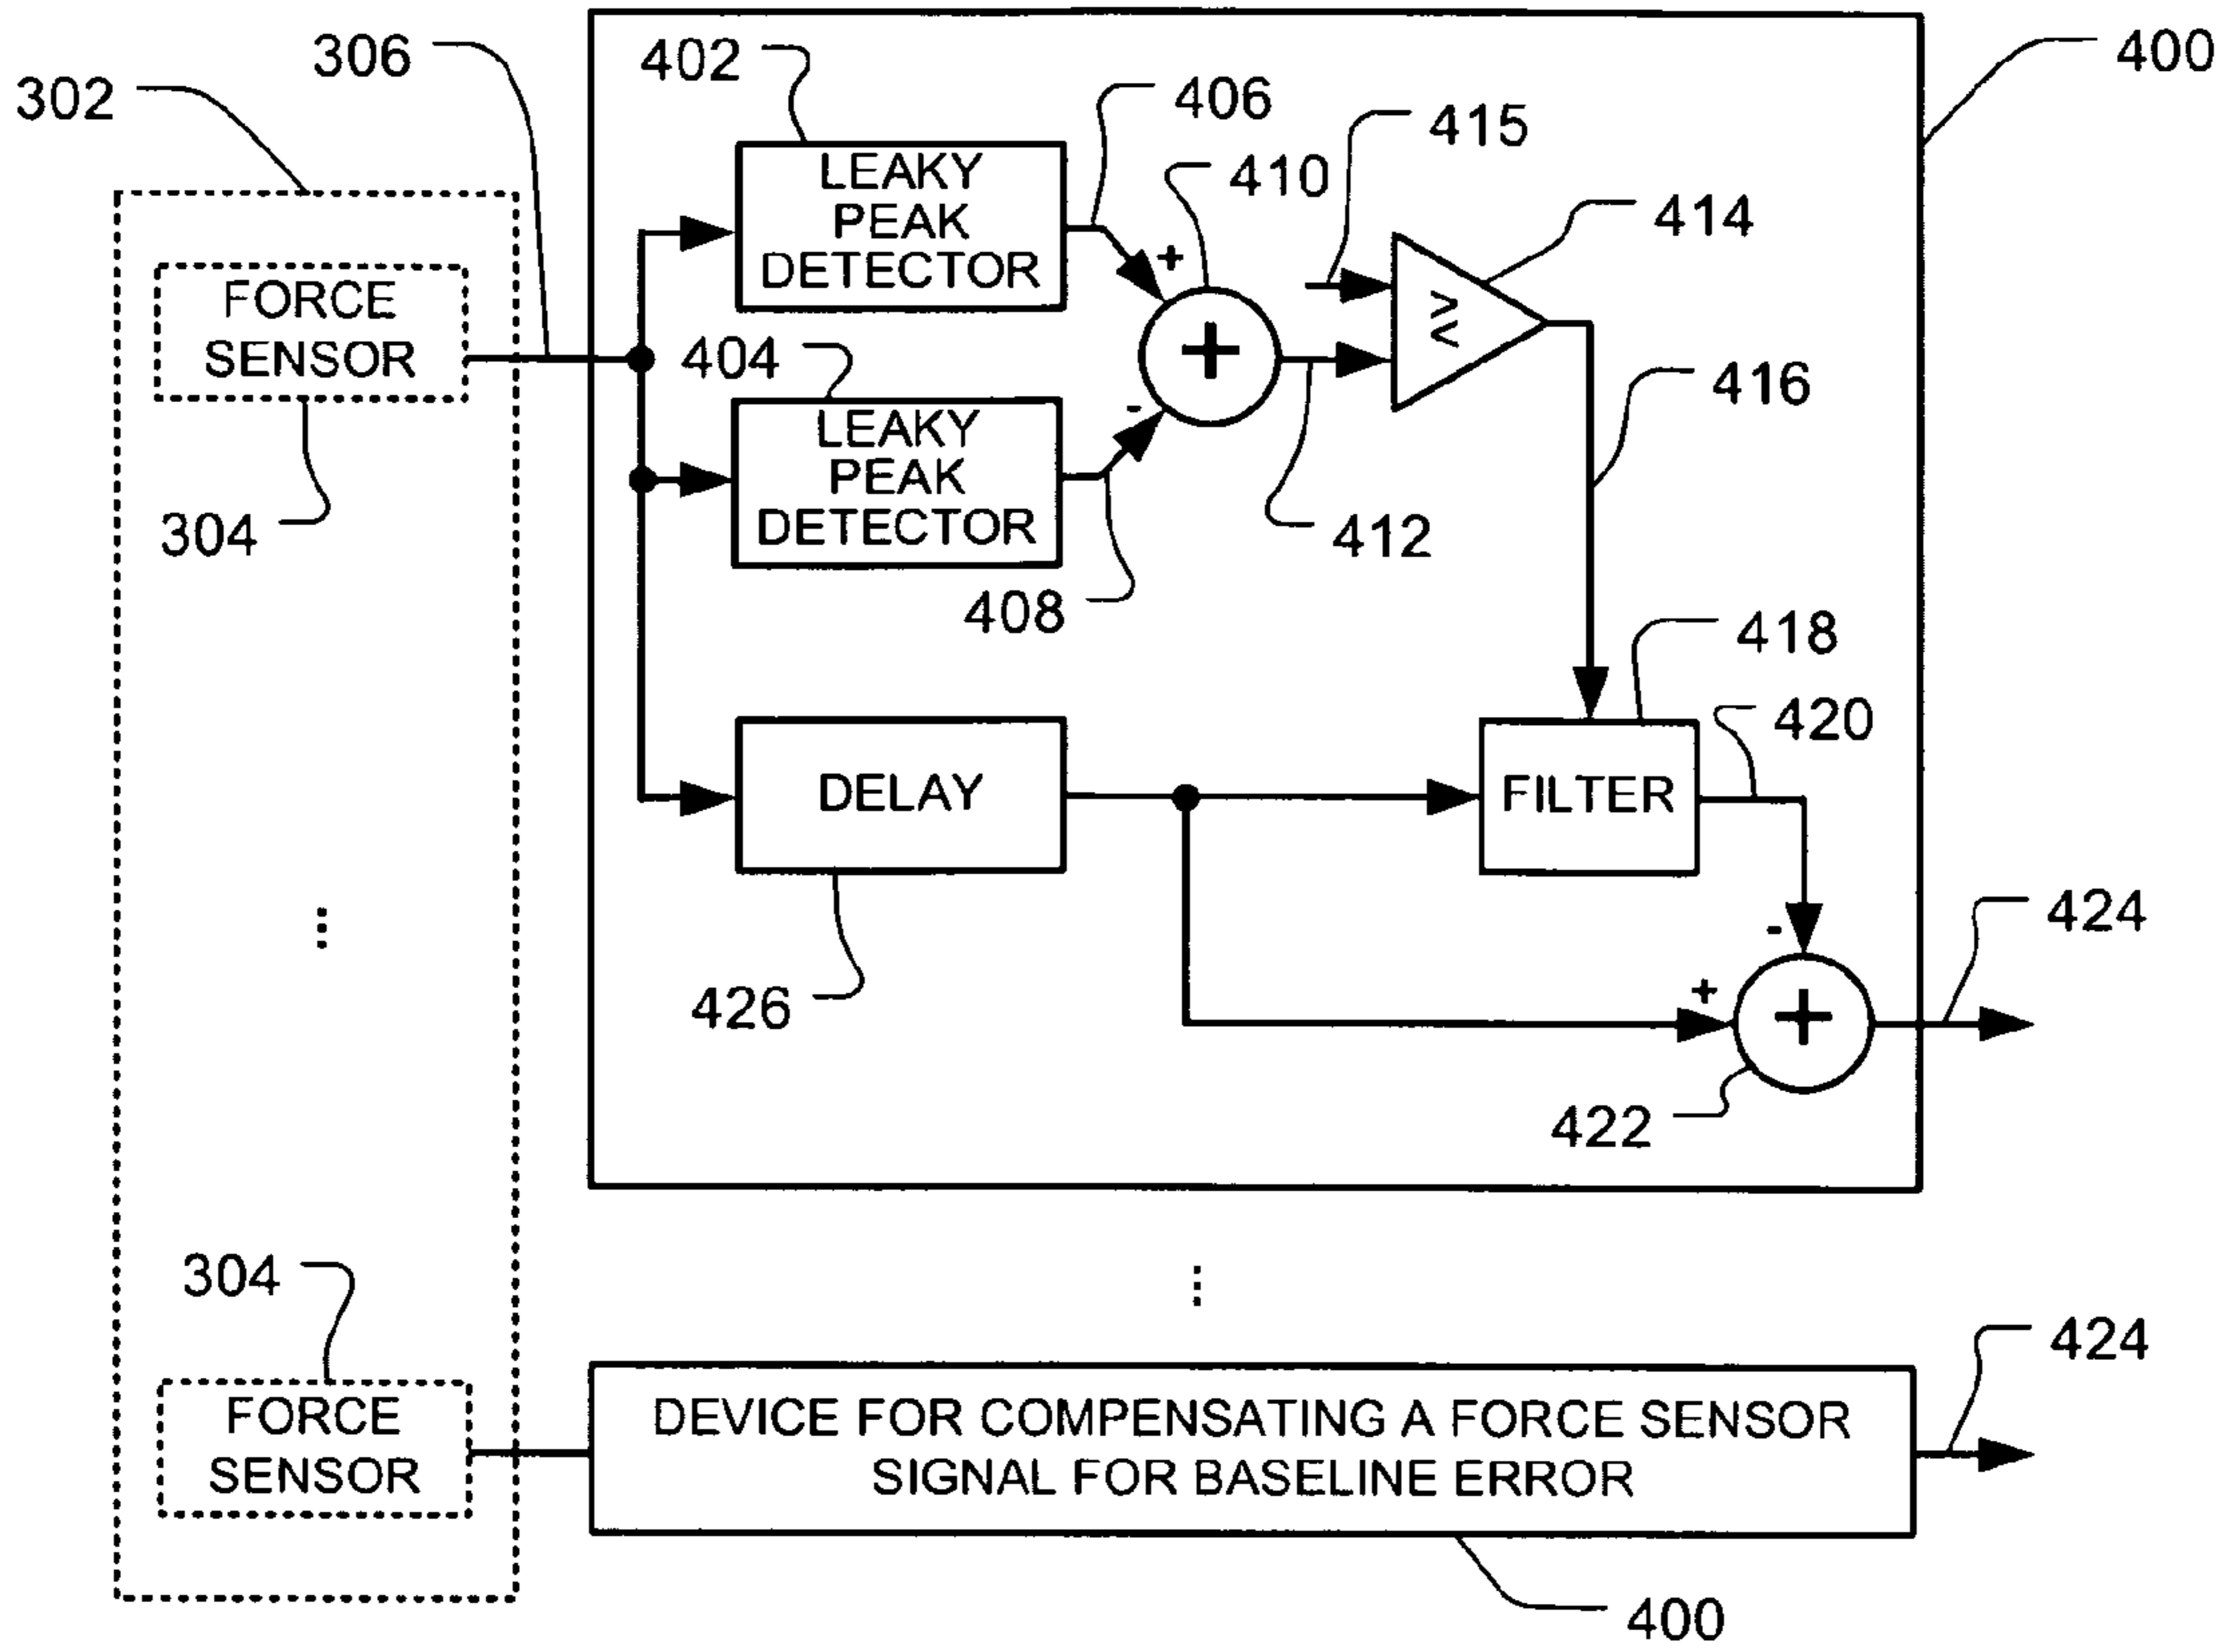 306
402
400
302
406
415
410
414
LEAKY
PEAK
DETECTOR
+
FORCE
SENSOR
404
≥
≤
+
416
-
LEAKY
PEAK
DETECTOR
304
412
408
418
420
DELAY
FILTER
424
-
426
+
+
422
304
424
FORCE
SENSOR
DEVICE FOR COMPENSATING A FORCE SENSOR
SIGNAL FOR BASELINE ERROR
400